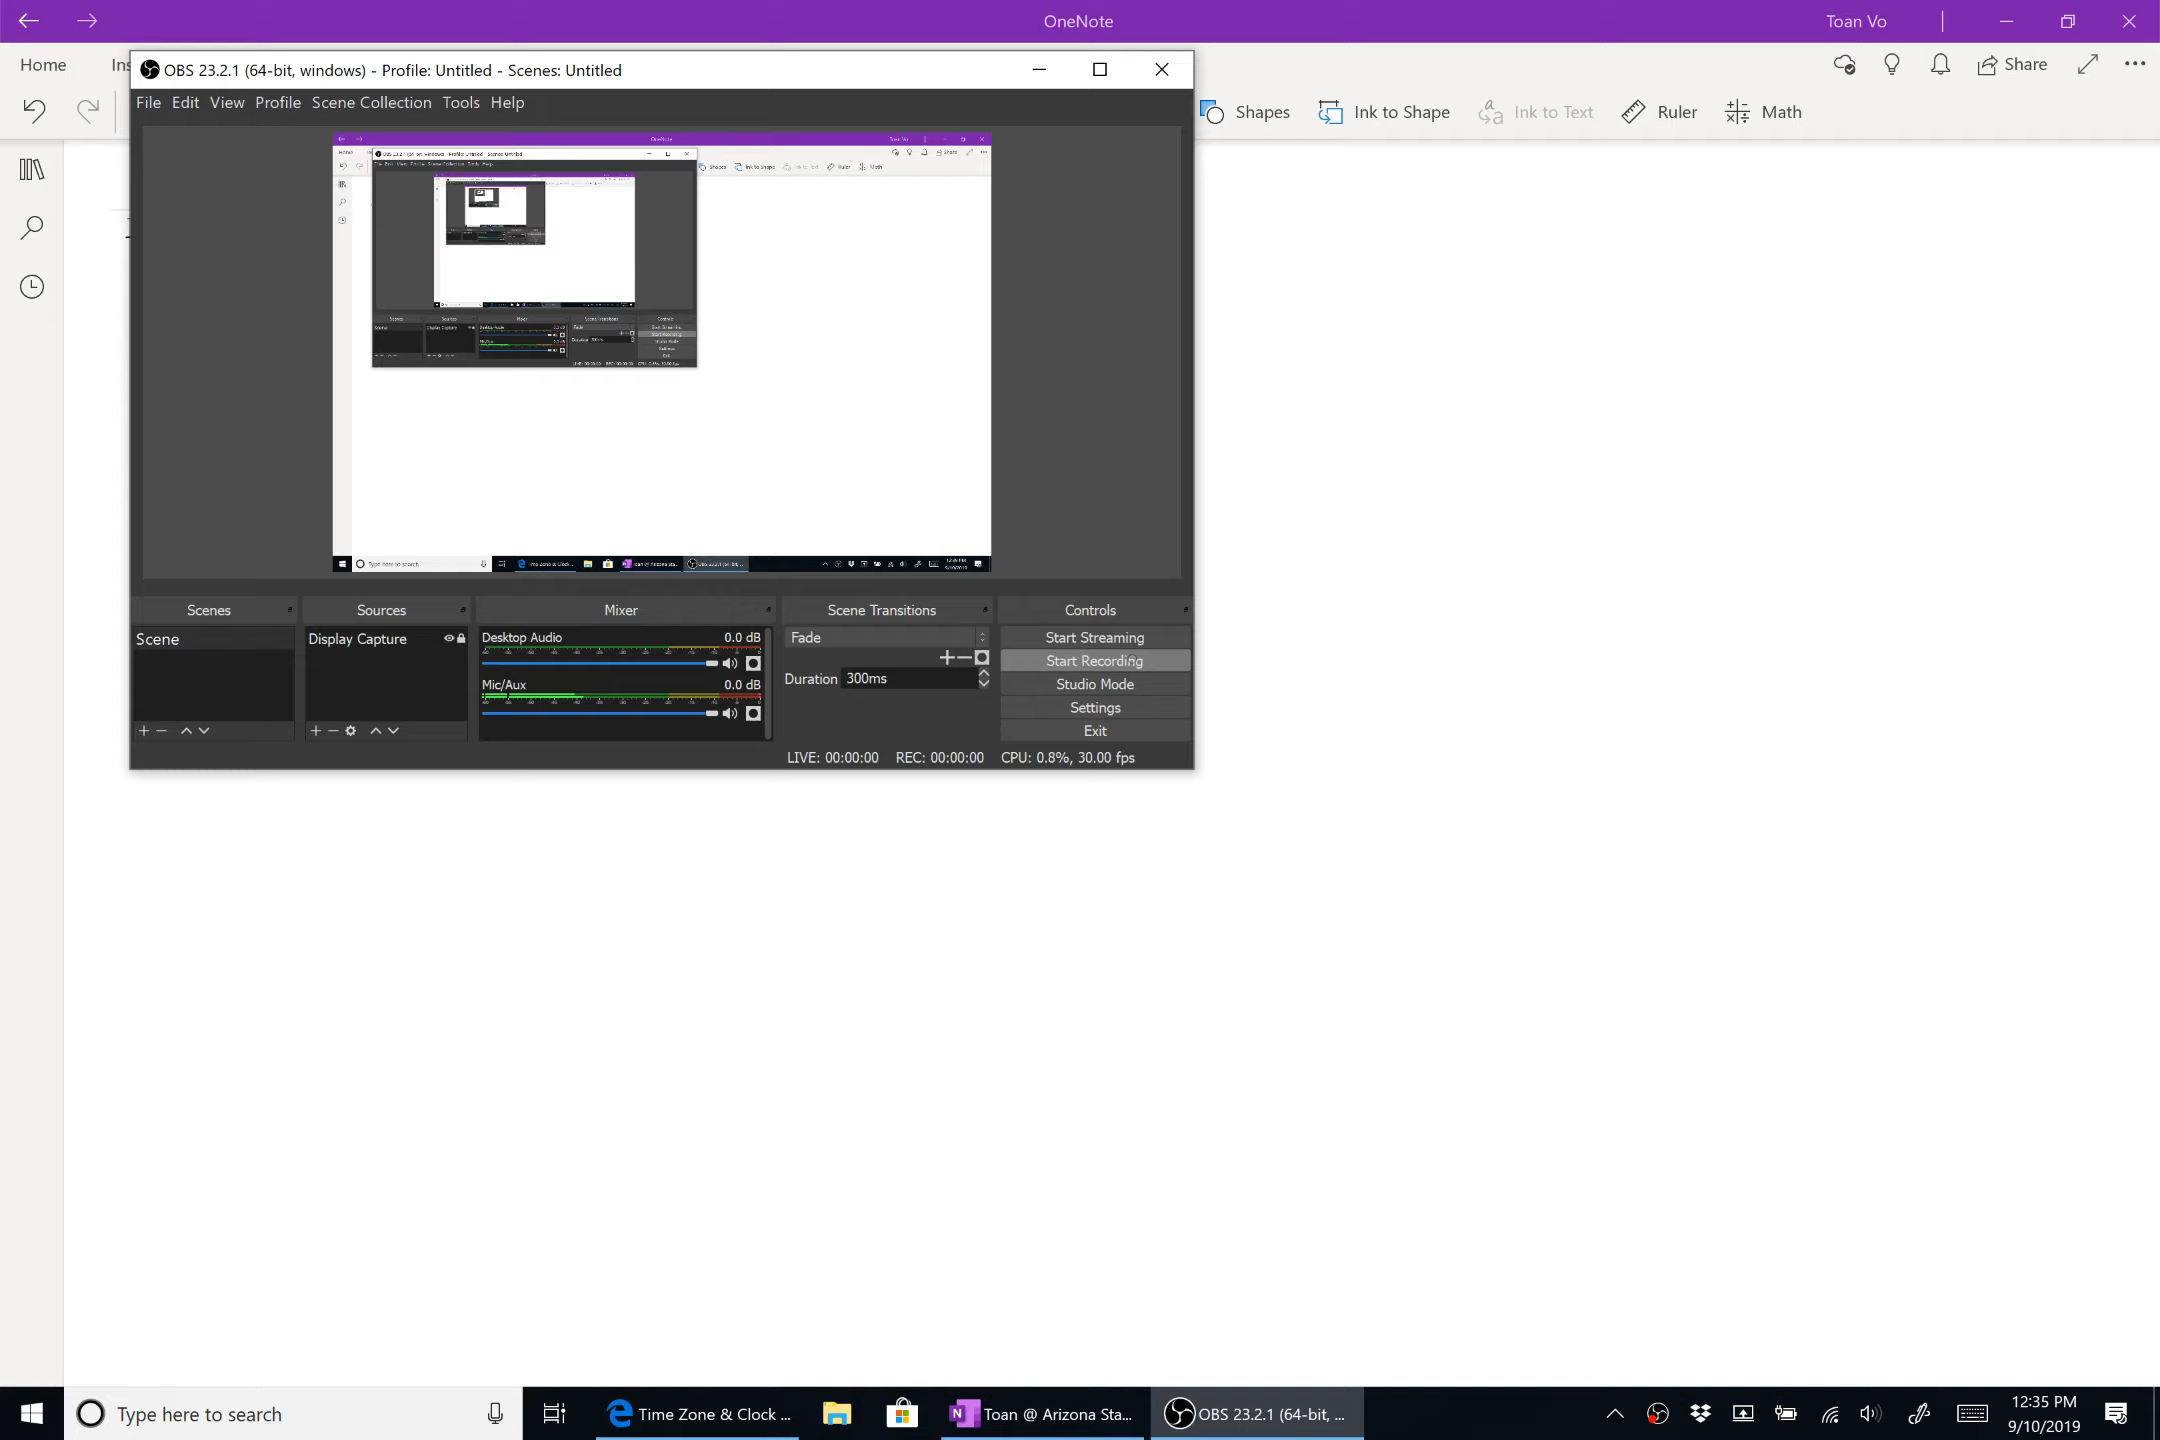 OneNote
Toan Vo
Home
Ins
Share
OBS 23.2.1 (64-bit, windows) - Profile: Untitled - Scenes: Untitled
File Edit View Profile Scene Collection Tools Help
Shapes
Ink to Shape
Ink to Text
Ruler
Math
Scenes
Sources
Mixer
Scene Transitions
Controls
Scene
Display Capture
Desktop Audio 0.0 dB
Mic/Aux 0.0 dB
Fade
Duration 300ms
Start Streaming
Start Recording
Studio Mode
Settings
Exit
LIVE: 00:00:00 REC: 00:00:00 CPU: 0.8%, 30.00 fps
Type here to search
Time Zone & Clock ...
Toan @ Arizona Sta...
OBS 23.2.1 (64-bit, ...
12:35 PM
9/10/2019